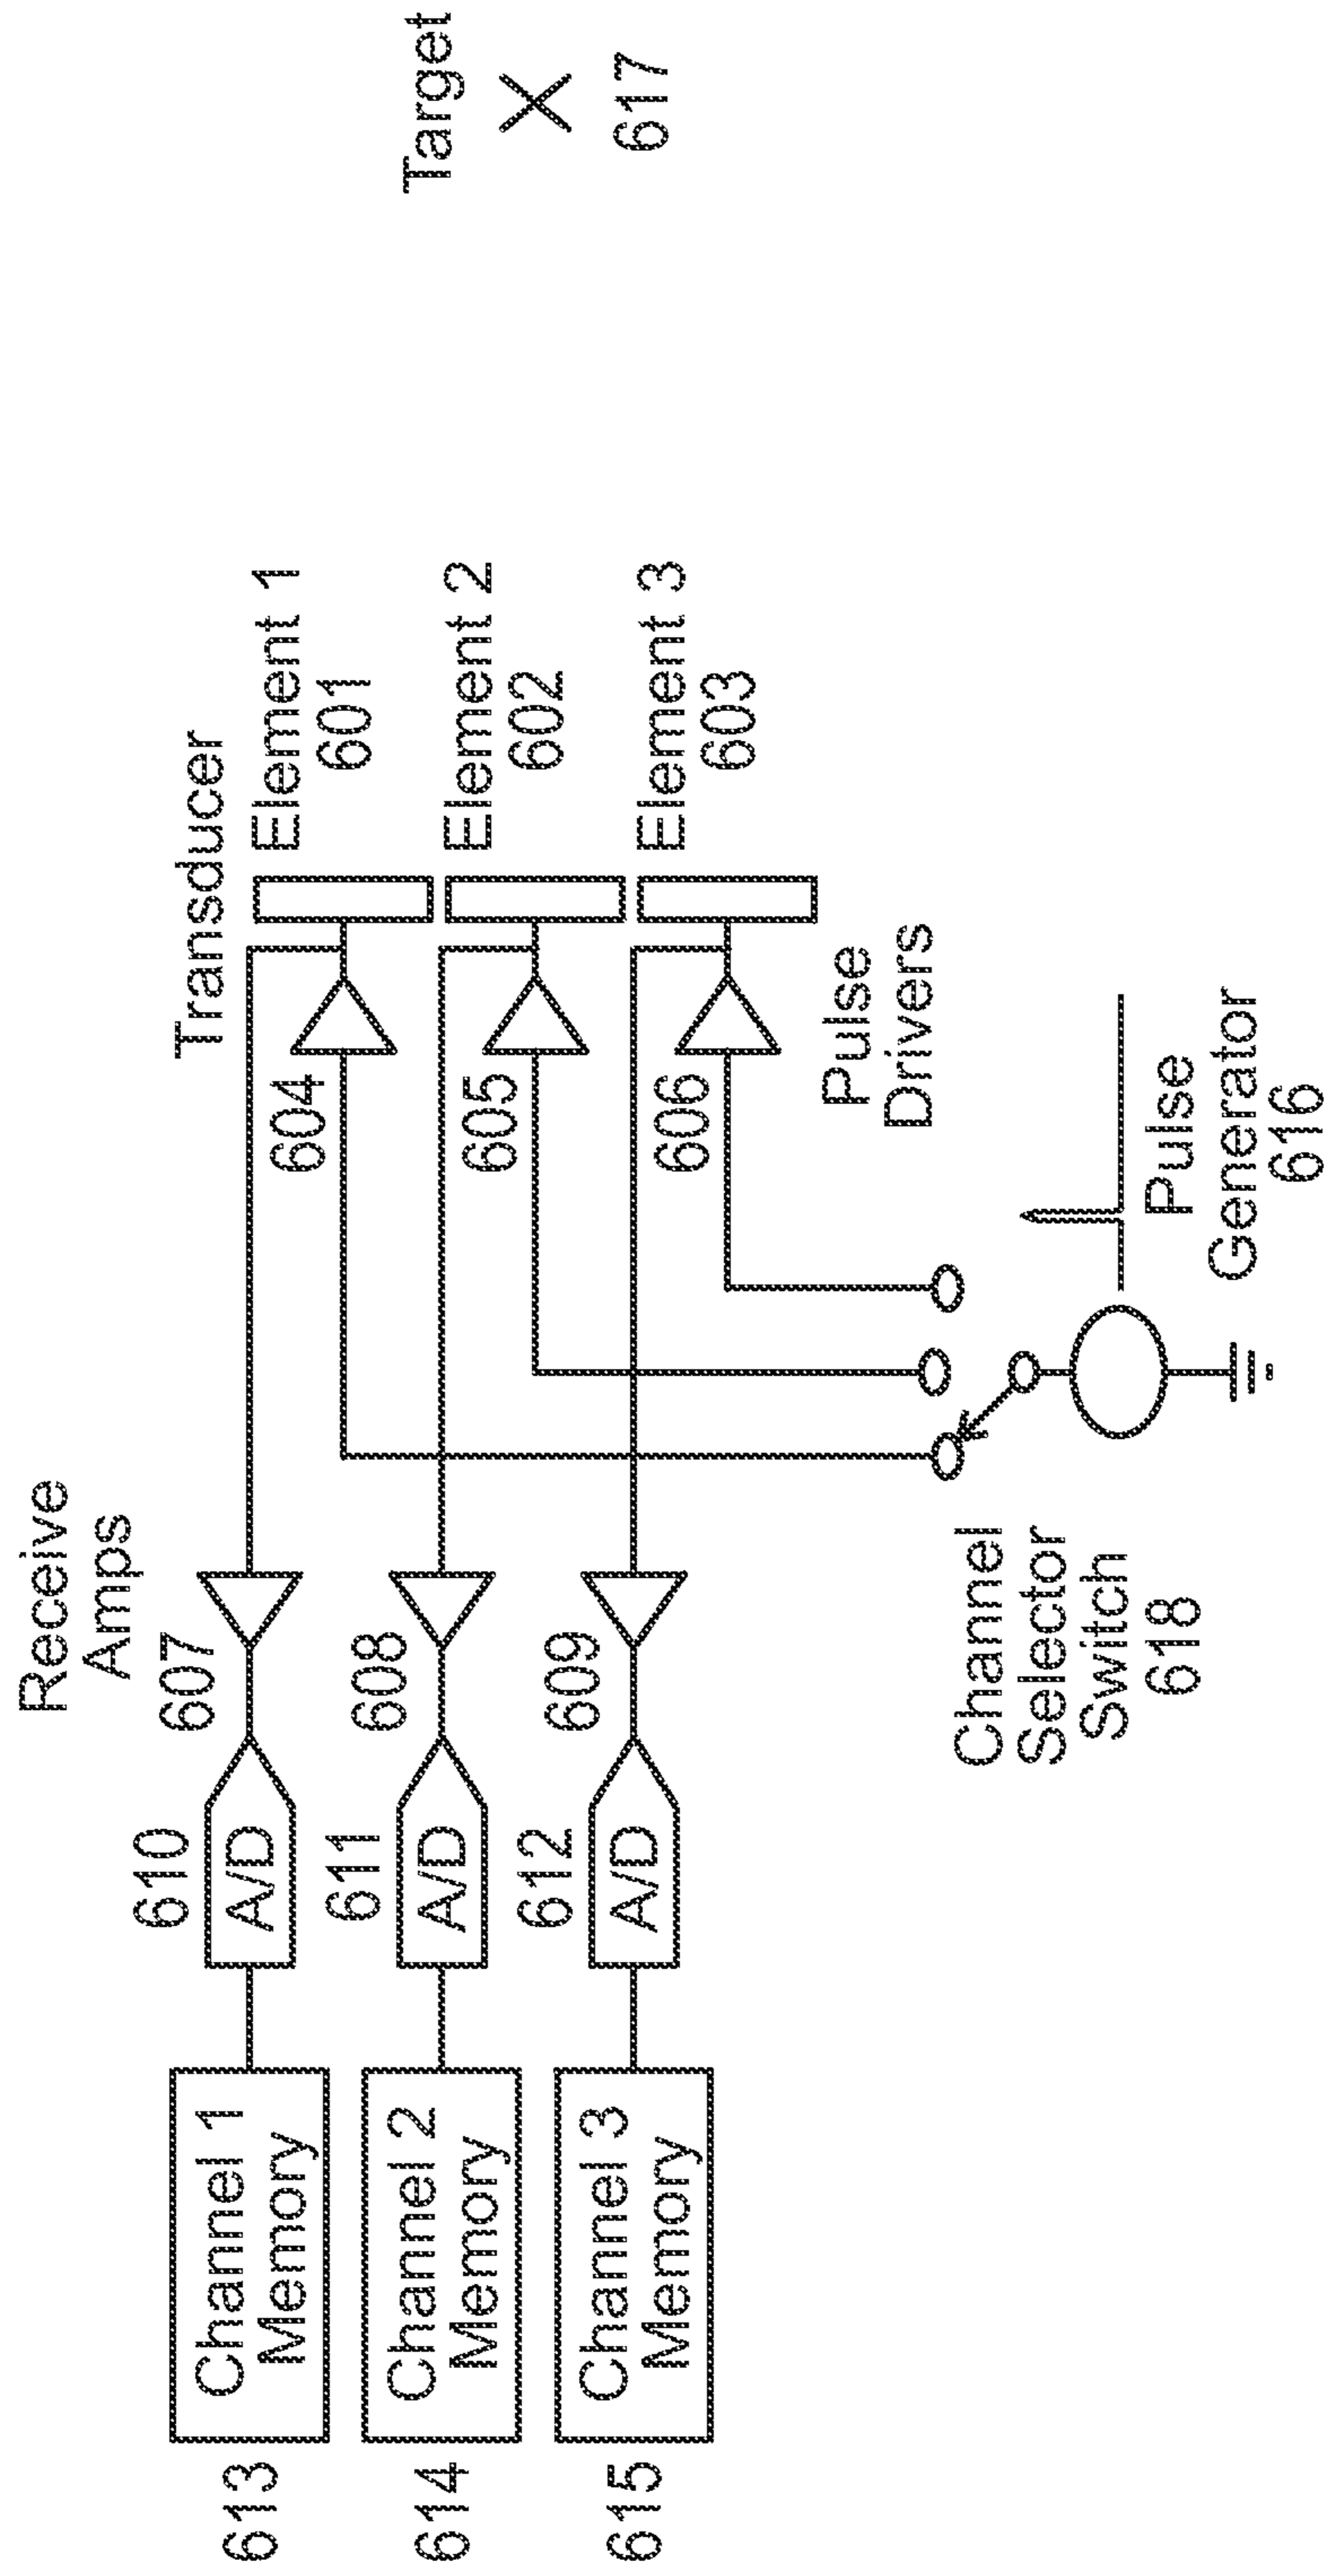 Receive
Amps
Transducer
613
Channel 1
Memory
610
A/D
607
604
Element 1
601
614
Channel 2
Memory
611
A/D
608
605
Element 2
602
Target
X
617
615
Channel 3
Memory
612
A/D
609
606
Element 3
603
Pulse
Drivers
Channel
Selector
Switch
618
Pulse
Generator
616